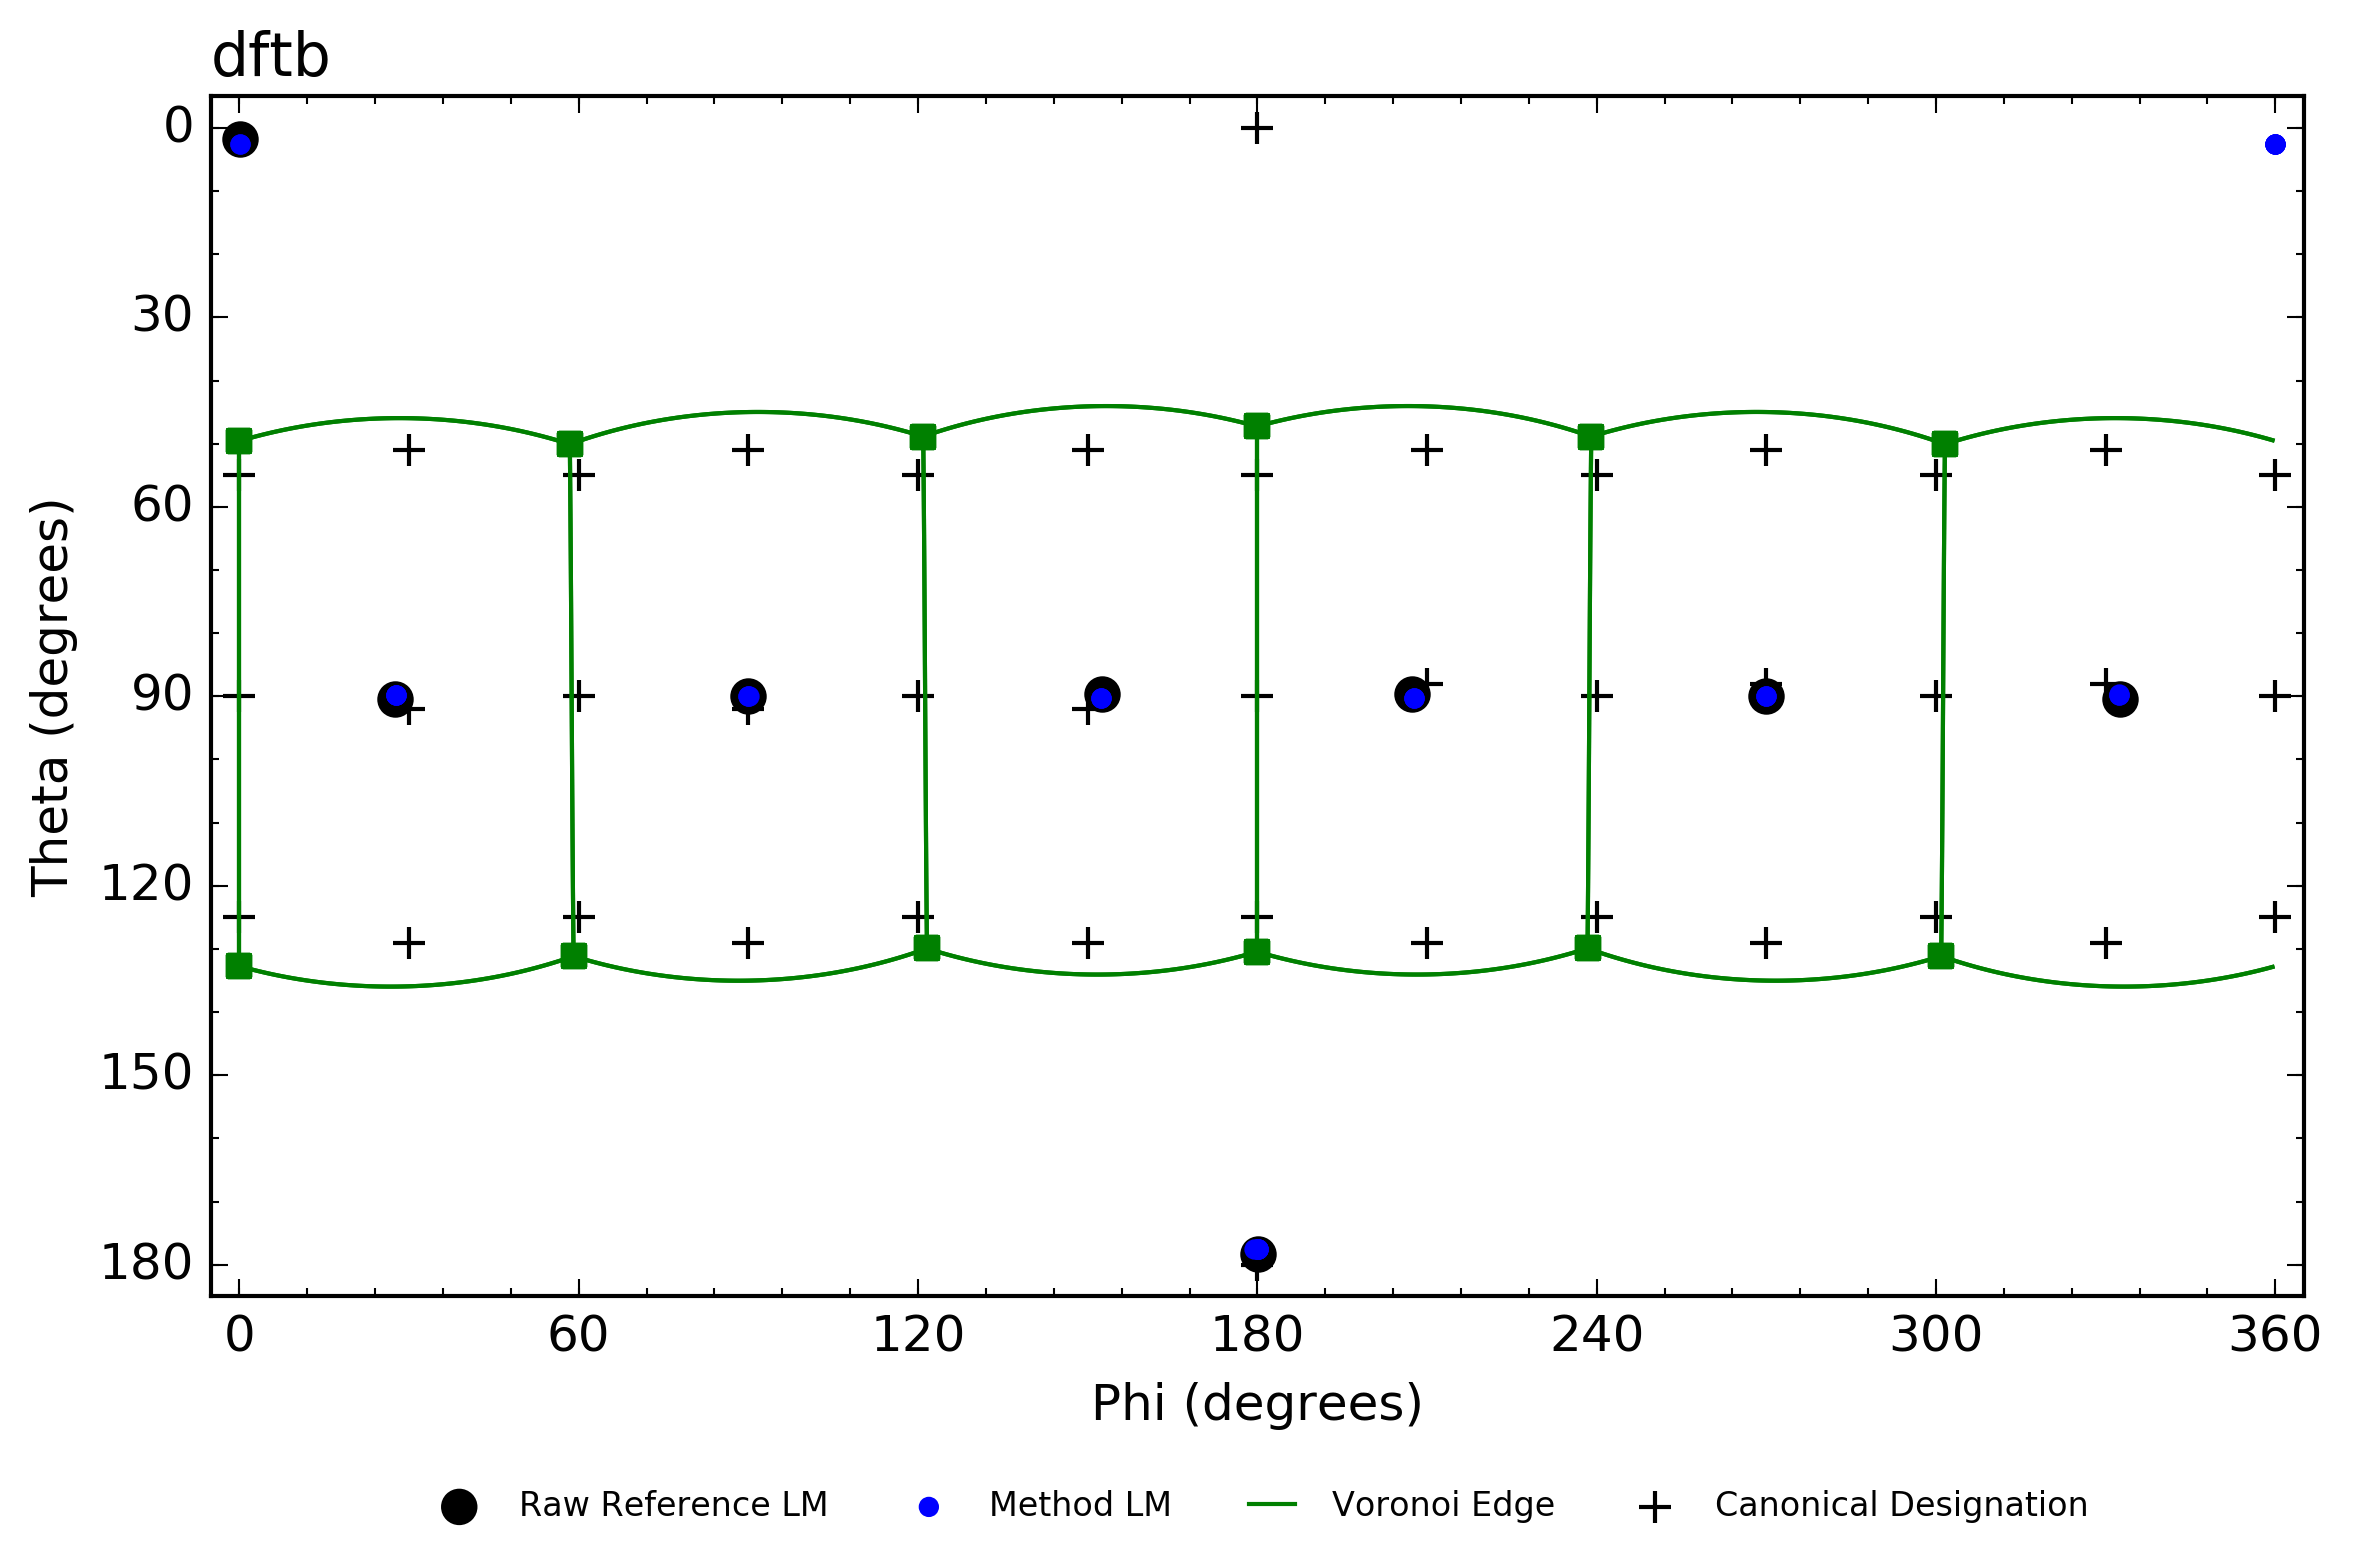 dftb
0
30
60
90
120
150
180
Theta (degrees)
0 60 120 180 240 300 360
Phi (degrees)
Raw Reference LM Method LM Voronoi Edge Canonical Designation